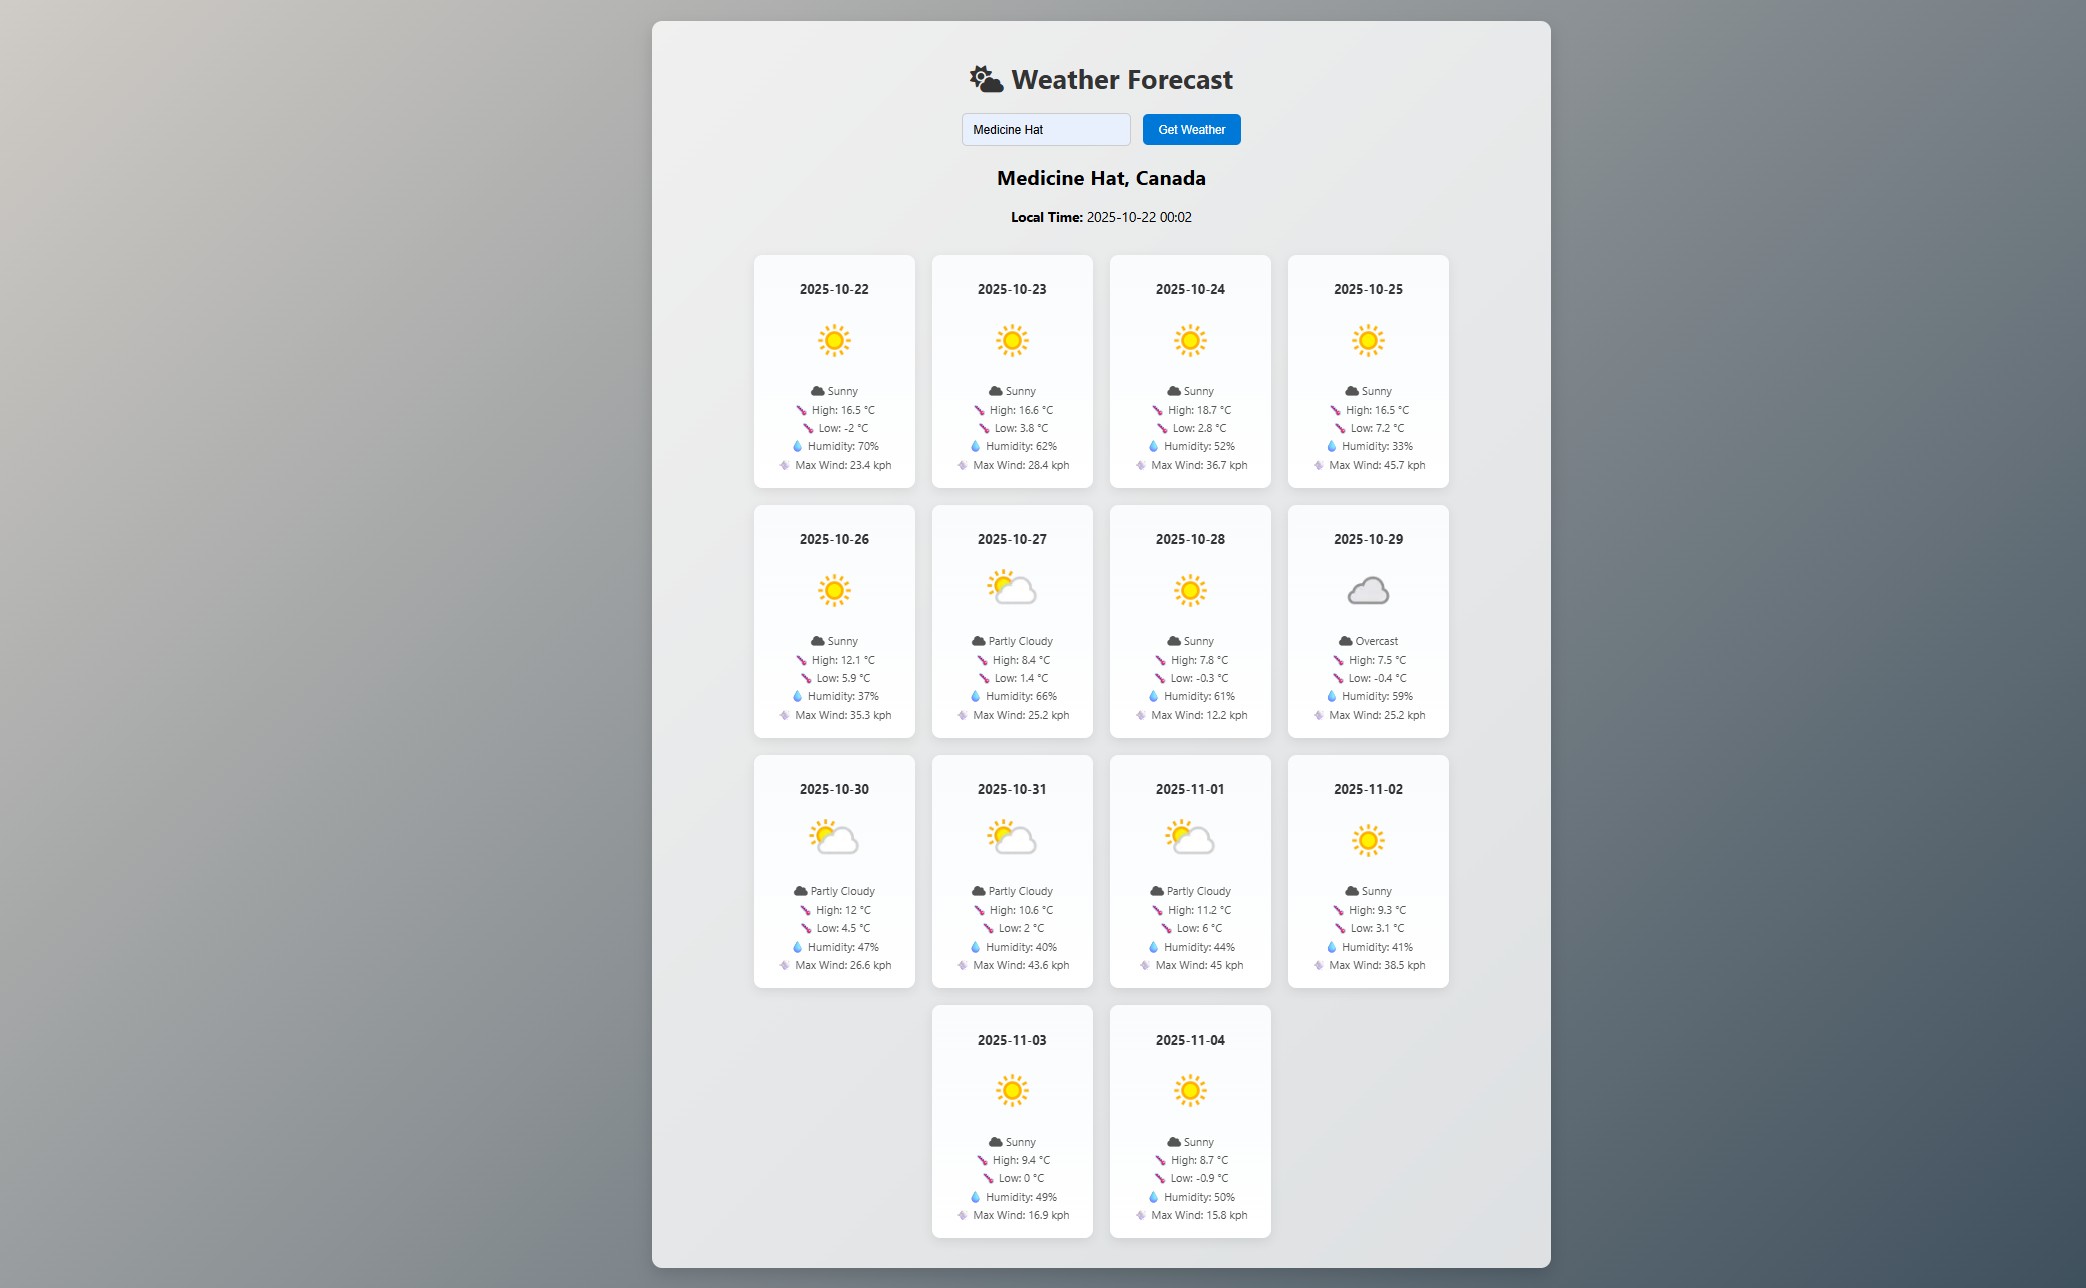 Weather Forecast
Medicine Hat
Get Weather
Medicine Hat, Canada
Local Time: 2025-10-22 00:02
2025-10-22
Sunny
High: 16.5 °C
Low: -2 °C
Humidity: 70%
Max Wind: 23.4 kph
2025-10-23
Sunny
High: 16.6 °C
Low: 3.8 °C
Humidity: 62%
Max Wind: 28.4 kph
2025-10-24
Sunny
High: 18.7 °C
Low: 2.8 °C
Humidity: 52%
Max Wind: 36.7 kph
2025-10-25
Sunny
High: 16.5 °C
Low: 7.2 °C
Humidity: 33%
Max Wind: 45.7 kph
2025-10-26
Sunny
High: 12.1 °C
Low: 5.9 °C
Humidity: 37%
Max Wind: 35.3 kph
2025-10-27
Partly Cloudy
High: 8.4 °C
Low: 1.4 °C
Humidity: 66%
Max Wind: 25.2 kph
2025-10-28
Sunny
High: 7.8 °C
Low: -0.3 °C
Humidity: 61%
Max Wind: 12.2 kph
2025-10-29
Overcast
High: 7.5 °C
Low: -0.4 °C
Humidity: 59%
Max Wind: 25.2 kph
2025-10-30
Partly Cloudy
High: 12 °C
Low: 4.5 °C
Humidity: 47%
Max Wind: 26.6 kph
2025-10-31
Partly Cloudy
High: 10.6 °C
Low: 2 °C
Humidity: 40%
Max Wind: 43.6 kph
2025-11-01
Partly Cloudy
High: 11.2 °C
Low: 6 °C
Humidity: 44%
Max Wind: 45 kph
2025-11-02
Sunny
High: 9.3 °C
Low: 3.1 °C
Humidity: 41%
Max Wind: 38.5 kph
2025-11-03
Sunny
High: 9.4 °C
Low: 0 °C
Humidity: 49%
Max Wind: 16.9 kph
2025-11-04
Sunny
High: 8.7 °C
Low: -0.9 °C
Humidity: 50%
Max Wind: 15.8 kph